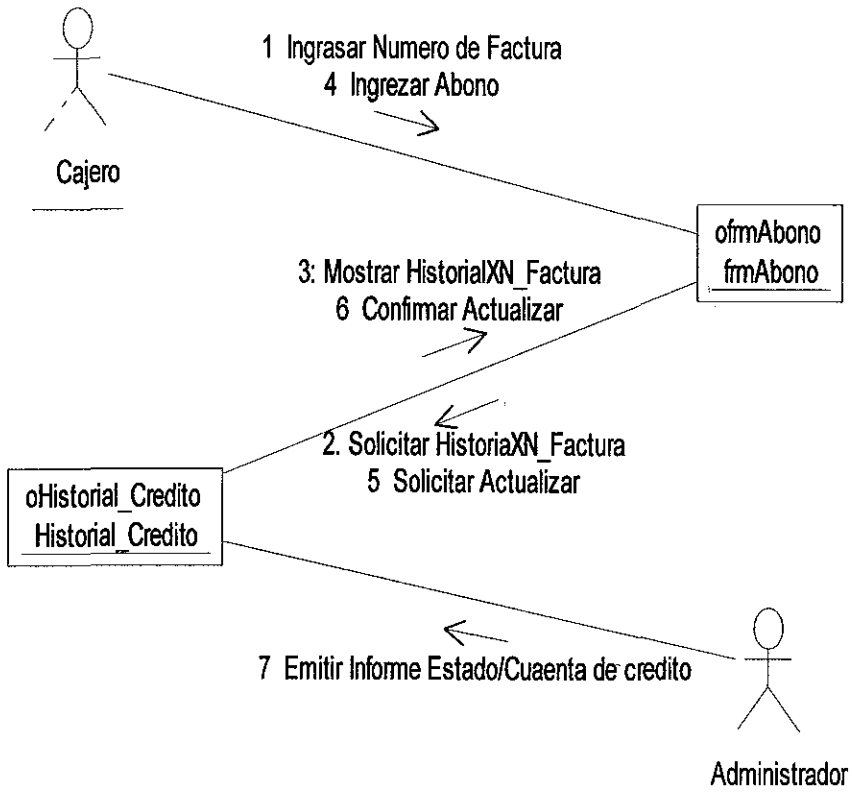 1 Ingrasar Numero de Factura
4 Ingrezar Abono
Cajero
ofrmAbono
frmAbono
3: Mostrar HistorialXN_Factura
6 Confirmar Actualizar
2. Solicitar HistoriaXN_Factura
5 Solicitar Actualizar
oHistorial_Credito
Historial_Credito
7 Emitir Informe Estado/Cuaenta de credito
Administrador